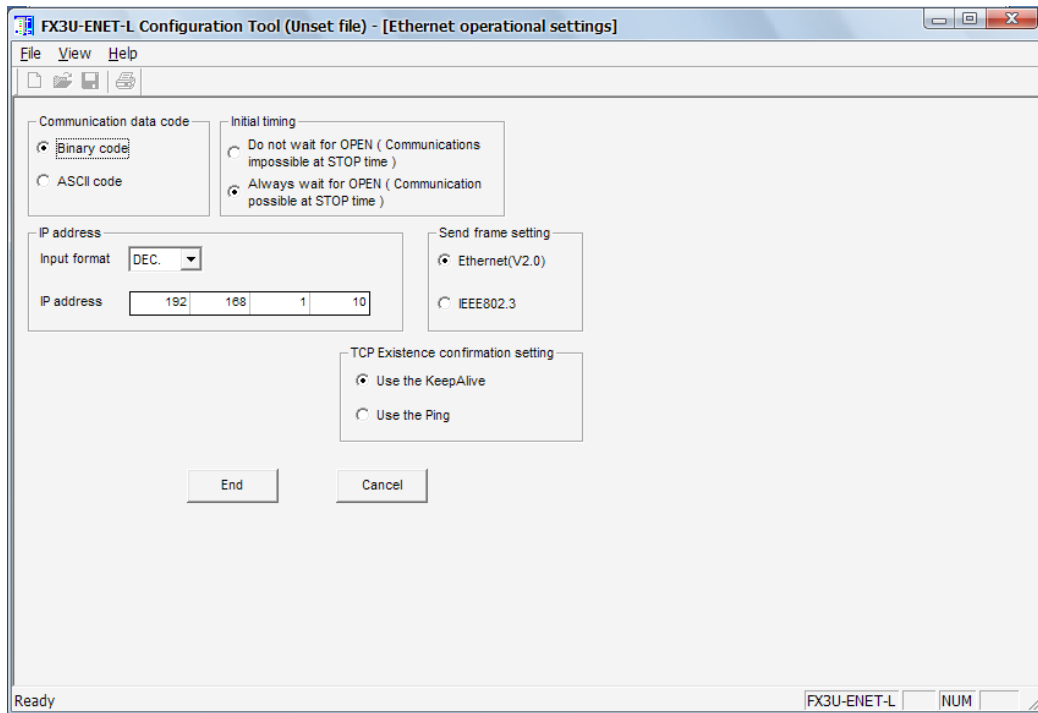 FX3U-ENET-L Configuration Tool (Unset file) - [Ethernet operational settings]
File View Help
Communication data code
Binary code
ASCII code
Initial timing
Do not wait for OPEN ( Communications
impossible at STOP time )
Always wait for OPEN ( Communication
possible at STOP time )
IP address
Input format DEC.
IP address 192 168 1 10
Send frame setting
Ethernet(V2.0)
IEEE802.3
TCP Existence confirmation setting
Use the KeepAlive
Use the Ping
End Cancel
Ready FX3U-ENET-L NUM